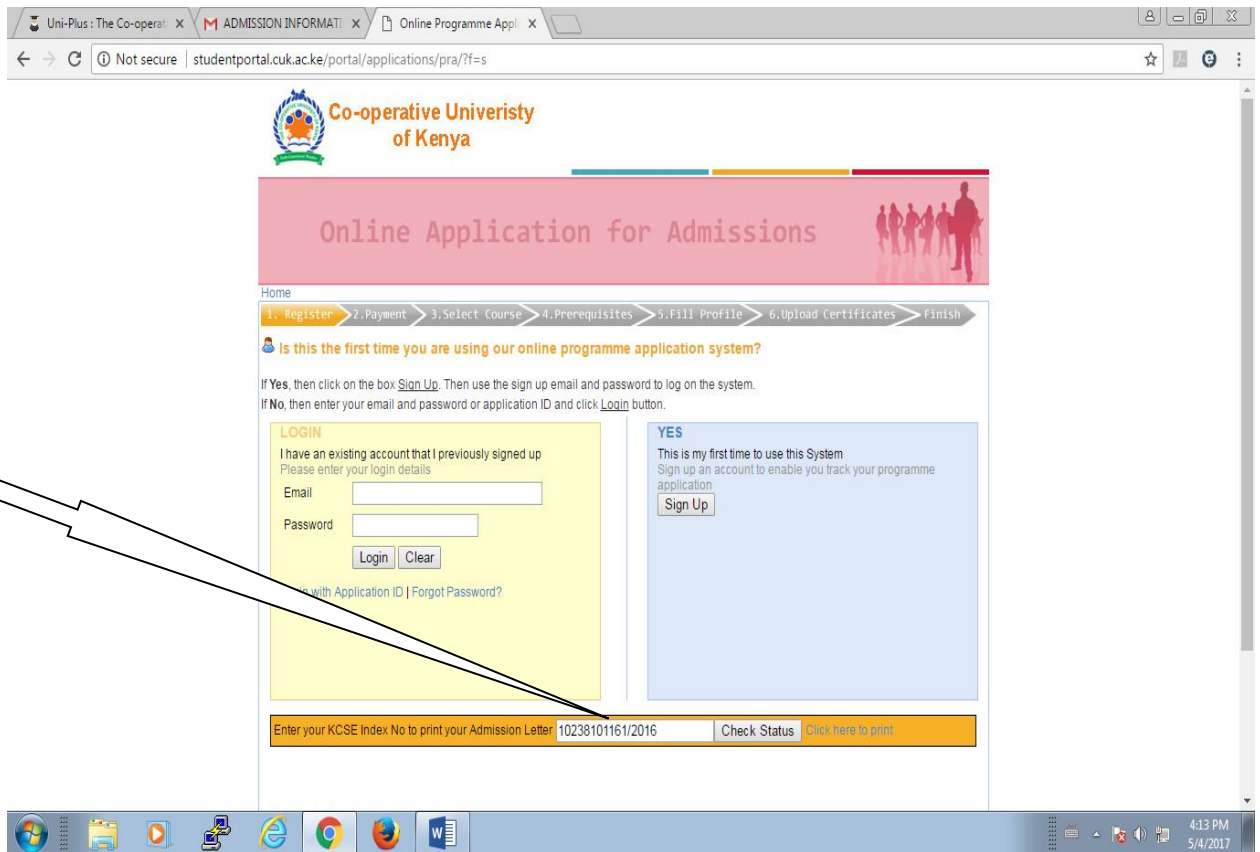 Uni-Plus : The Co-operat
ADMISSION INFORMATI
Online Programme Appli
Not secure | studentportal.cuk.ac.ke/portal/applications/pra/?f=s
Co-operative Univeristy
of Kenya
Online Application for Admissions
Home
1. Register 2.Payment 3.Select Course 4.Prerequisites 5.Fill Profile 6.Upload Certificates Finish
Is this the first time you are using our online programme application system?
If Yes, then click on the box Sign Up. Then use the sign up email and password to log on the system.
If No, then enter your email and password or application ID and click Login button.
LOGIN
I have an existing account that I previously signed up
Please enter your login details
Email
Password
Login Clear
with Application ID | Forgot Password?
YES
This is my first time to use this System
Sign up an account to enable you track your programme
application
Sign Up
Enter your KCSE Index No to print your Admission Letter 10238101161/2016 Check Status Click here to print
4:13 PM
5/4/2017